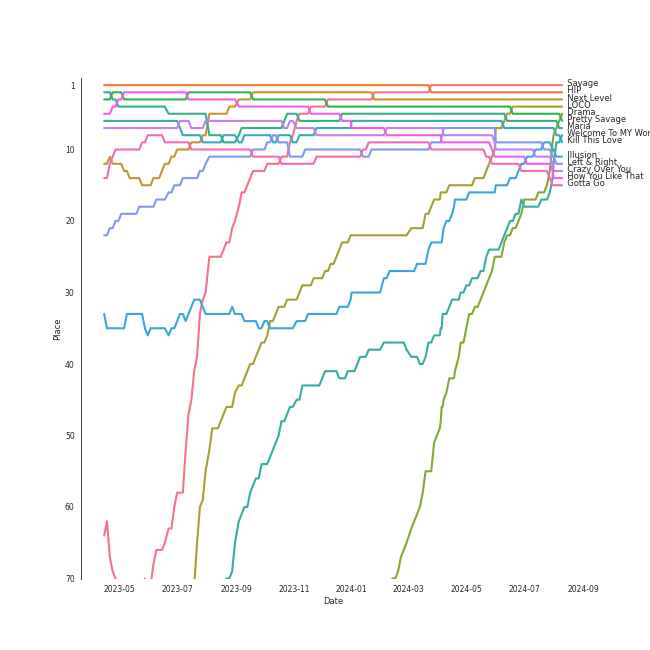 1
10
20
30
40
50
60
70
Place
2023-05
2023-07
2023-09
2023-11
2024-01
2024-03
2024-05
2024-07
2024-09
Date
Savage
HIP
Next Level
LOCO
Drama
Pretty Savage
Maria
Welcome To MY Wor
Kill This Love
Illusion
Left & Right
Crazy Over You
How You Like That
Gotta Go